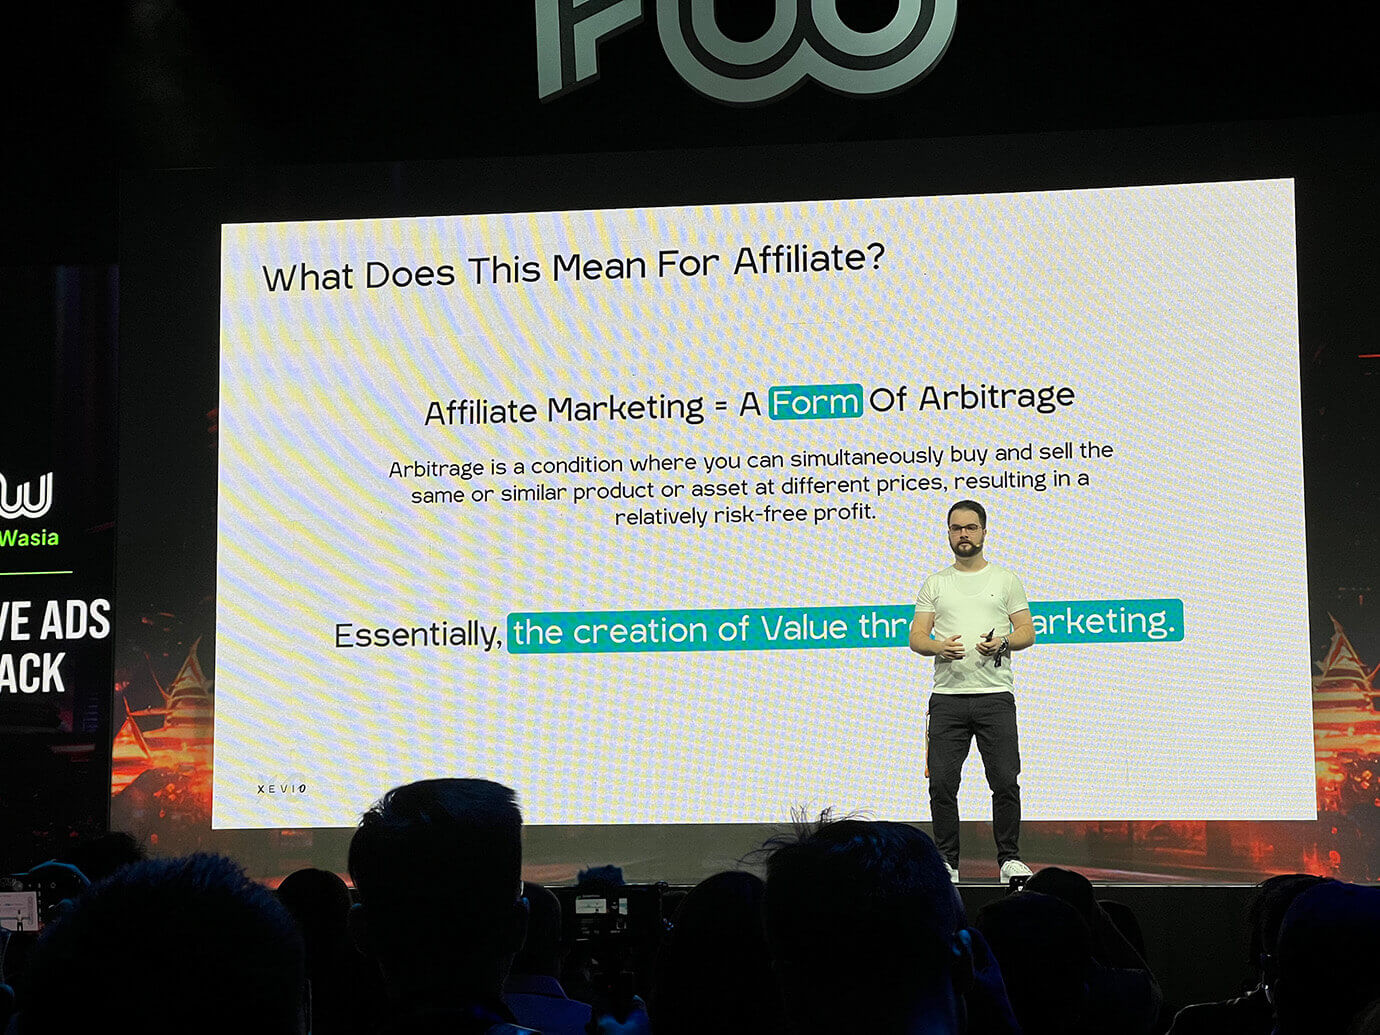 What Does This Mean For Affiliate?
Affiliate Marketing = A Form Of Arbitrage
Arbitrage is a condition where you can simultaneously buy and sell the
same or similar product or asset at different prices, resulting in a
relatively risk-free profit.
Essentially, the creation of Value thr arketing.
XEVIO
Wasia
VE ADS
ACK